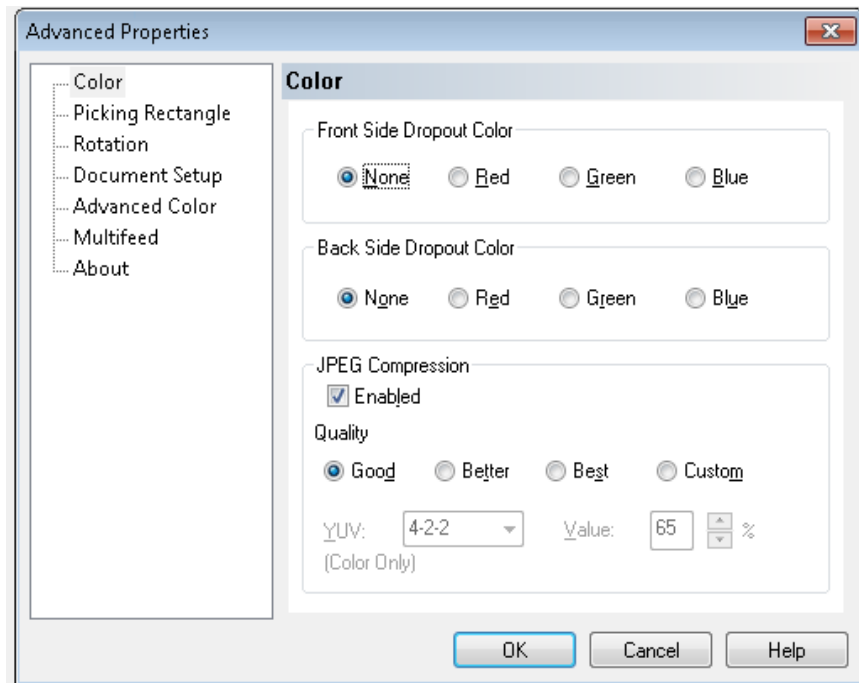 Advanced Properties
Color
Picking Rectangle
Rotation
Document Setup
Advanced Color
Multifeed
About
Color
Front Side Dropout Color
None Red Green Blue
Back Side Dropout Color
None Red Green Blue
JPEG Compression
Enabled
Quality
Good Better Best Custom
YUV: 4-2-2 Value: 65 %
(Color Only)
OK Cancel Help